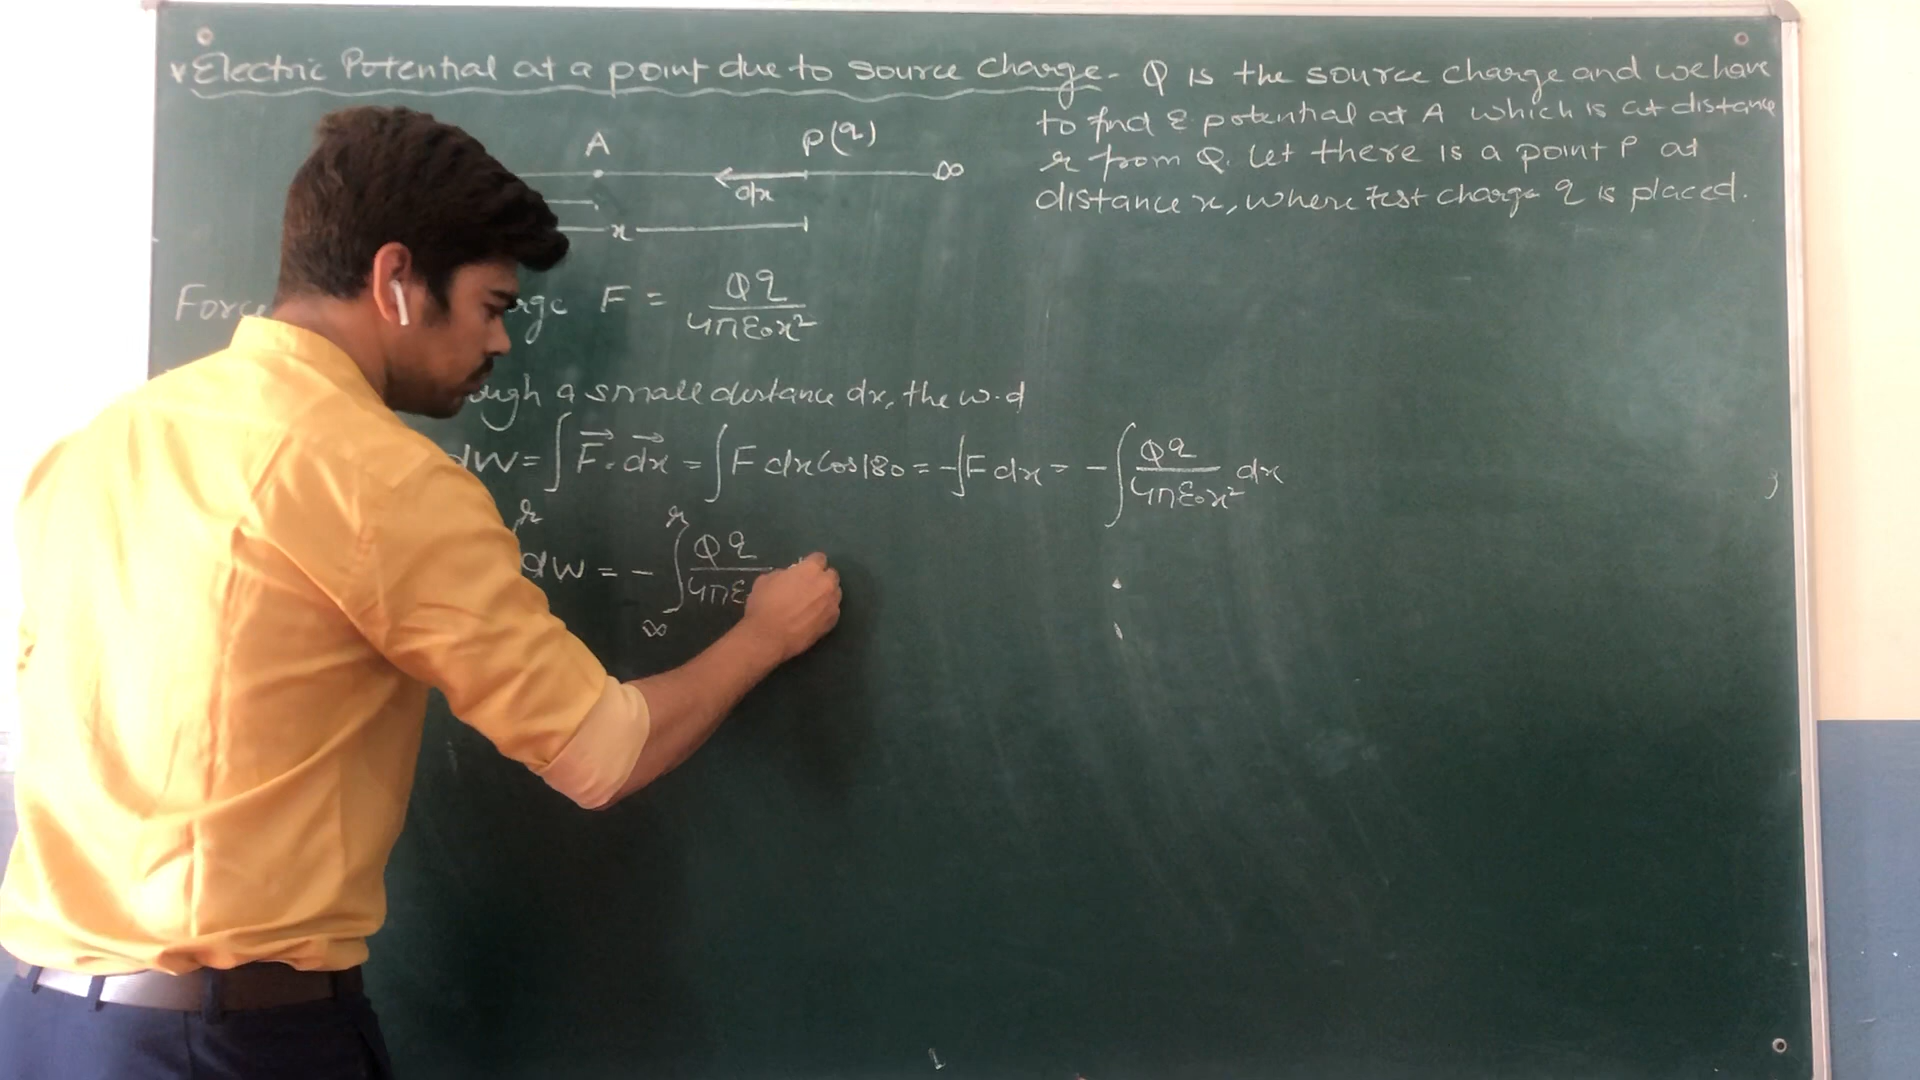 Electric Potential at a point due to source charge-
Q is the source charge and we have
to find E potential at A which is at distance
r from Q. Let there is a point P at
distance x, where test charge q is placed.
A P(q)
∞
dx
x
F = Qq / 4πε₀x²
a small distance dx, the w.d
dW = ∫ F⃗.dx⃗ = ∫ F dx Cos180 = -∫F dx = - ∫ Qq / 4πε₀x² dx
r r
dW = - ∫ Qq / 4πε
∞